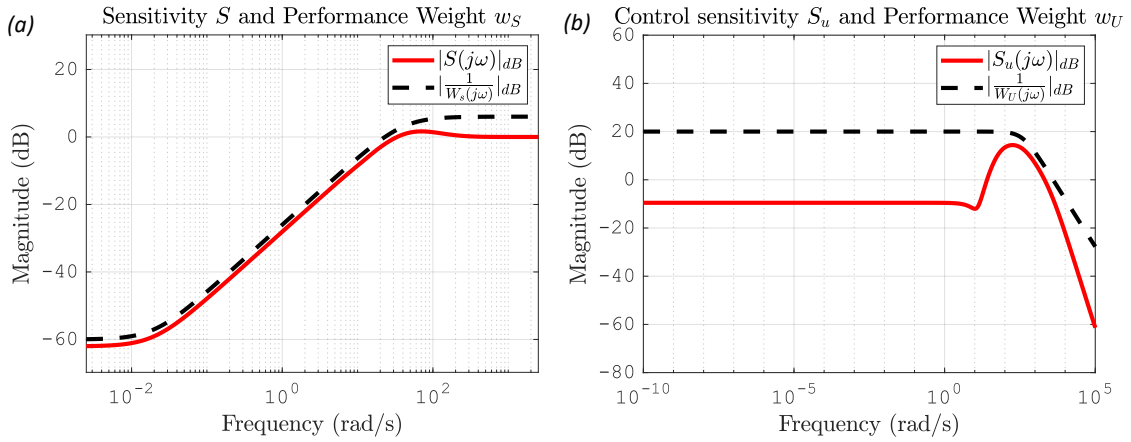 (a)
Sensitivity S and Performance Weight w_S
Magnitude (dB)
20
0
−20
−40
−60
|S(jω)|_dB
|1/W_s(jω)|_dB
10^-2
10^0
10^2
Frequency (rad/s)
(b)
Control sensitivity S_u and Performance Weight w_U
Magnitude (dB)
60
40
20
0
−20
−40
−60
−80
|S_u(jω)|_dB
|1/W_U(jω)|_dB
10^-10
10^-5
10^0
10^5
Frequency (rad/s)